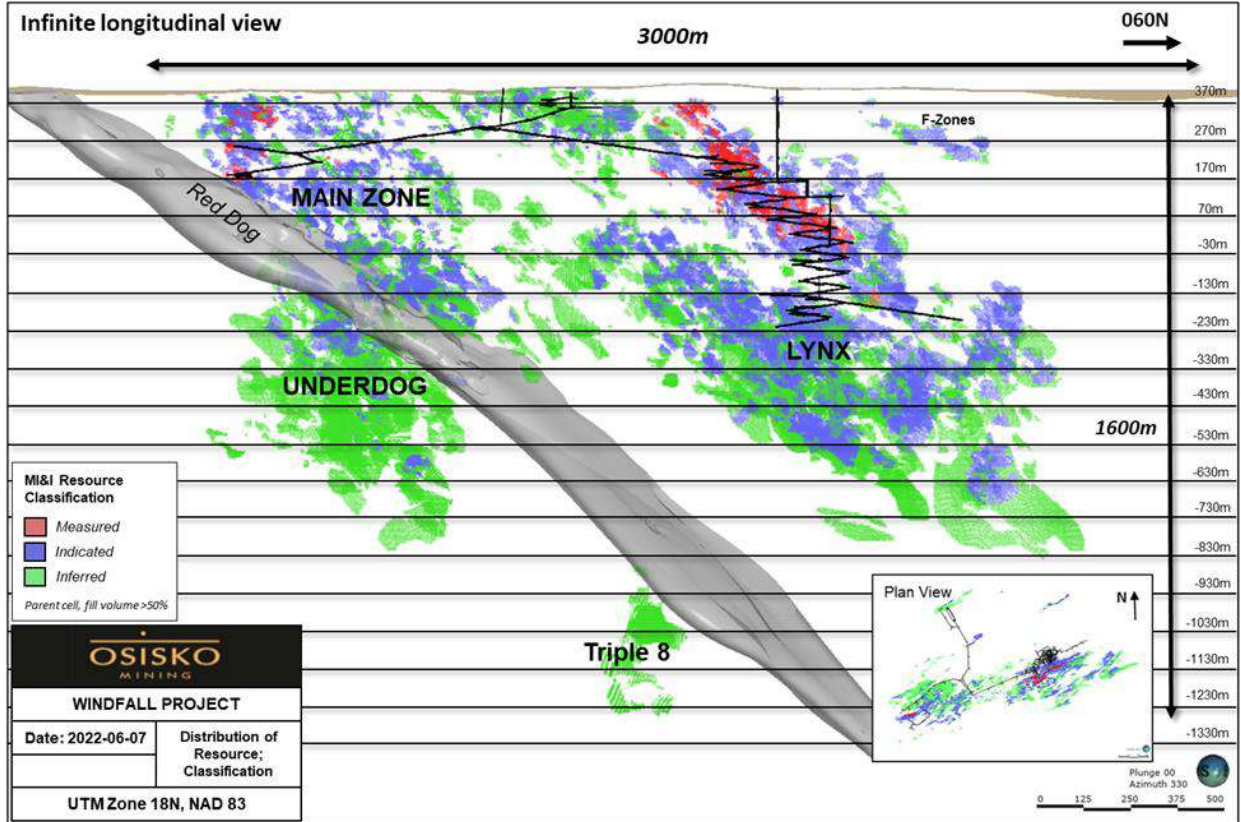 Infinite longitudinal view
060N
3000m
370m
F-Zones
270m
170m
MAIN ZONE
Red Dog
70m
-30m
-130m
-230m
LYNX
-330m
UNDERDOG
-430m
1600m
-530m
MI&I Resource
Classification
Measured
Indicated
Inferred
Parent cell, fill volume >50%
-630m
-730m
-830m
-930m
Plan View
N
-1030m
Triple 8
-1130m
-1230m
-1330m
OSISKO
MINING
WINDFALL PROJECT
Date: 2022-06-07
Distribution of
Resource;
Classification
UTM Zone 18N, NAD 83
Plunge 00
Azimuth 330
0 125 250 375 500